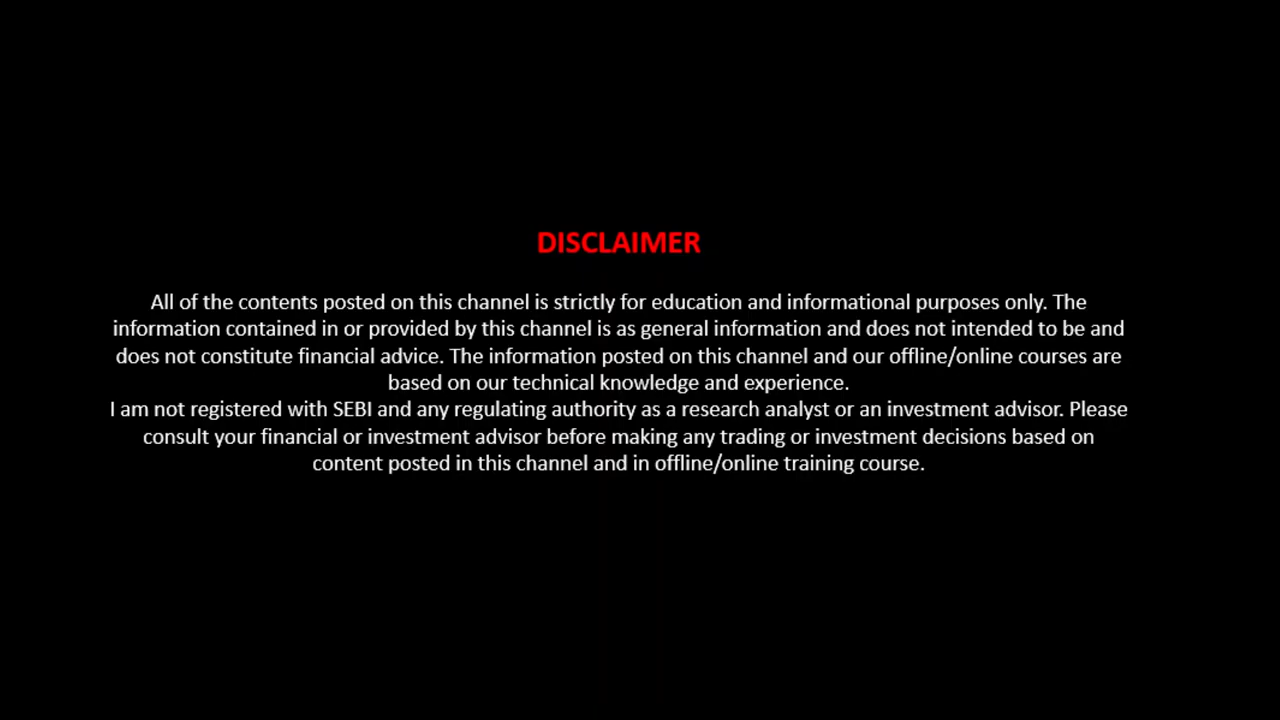 DISCLAIMER
All of the contents posted on this channel is strictly for education and informational purposes only. The
information contained in or provided by this channel is as general information and does not intended to be and
does not constitute financial advice. The information posted on this channel and our offline/online courses are
based on our technical knowledge and experience.
I am not registered with SEBI and any regulating authority as a research analyst or an investment advisor. Please
consult your financial or investment advisor before making any trading or investment decisions based on
content posted in this channel and in offline/online training course.